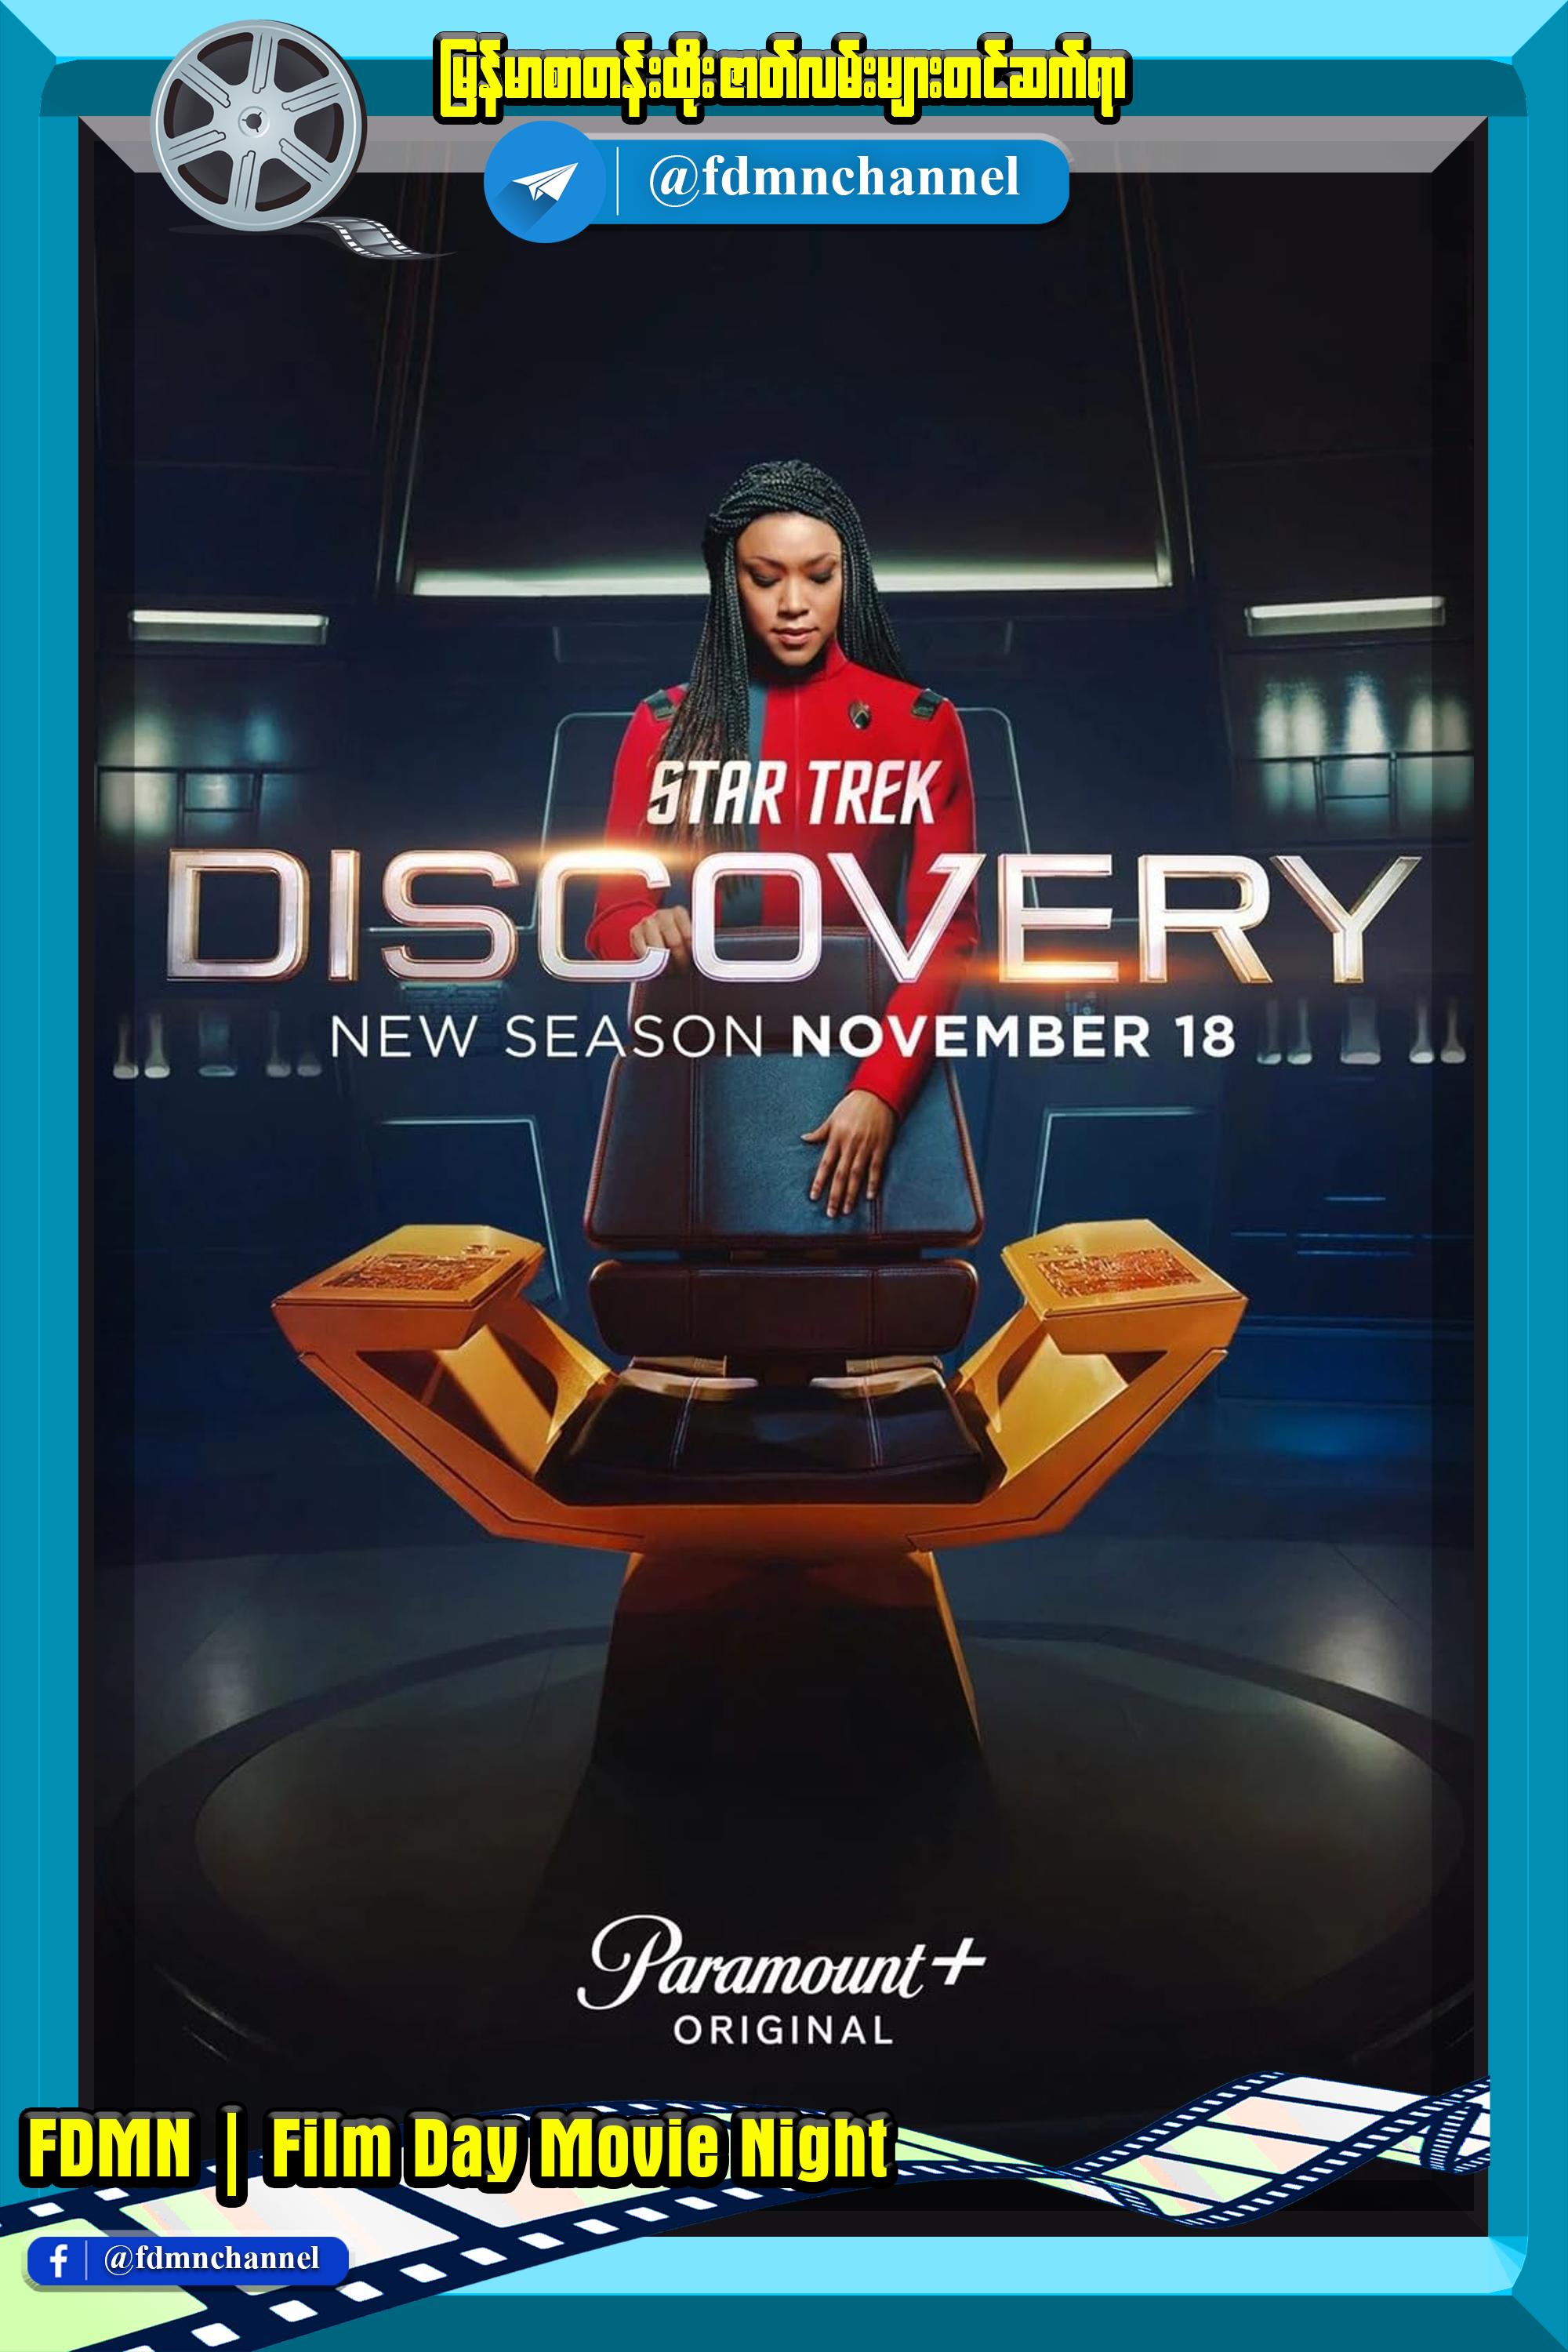 မြန်မာစာတန်းထိုး ဇာတ်လမ်းများတင်ဆက်ရာ
@fdmnchannel
STAR TREK
DISCOVERY
NEW SEASON NOVEMBER 18
Paramount+
ORIGINAL
FDMN | Film Day Movie Night
f @fdmnchannel